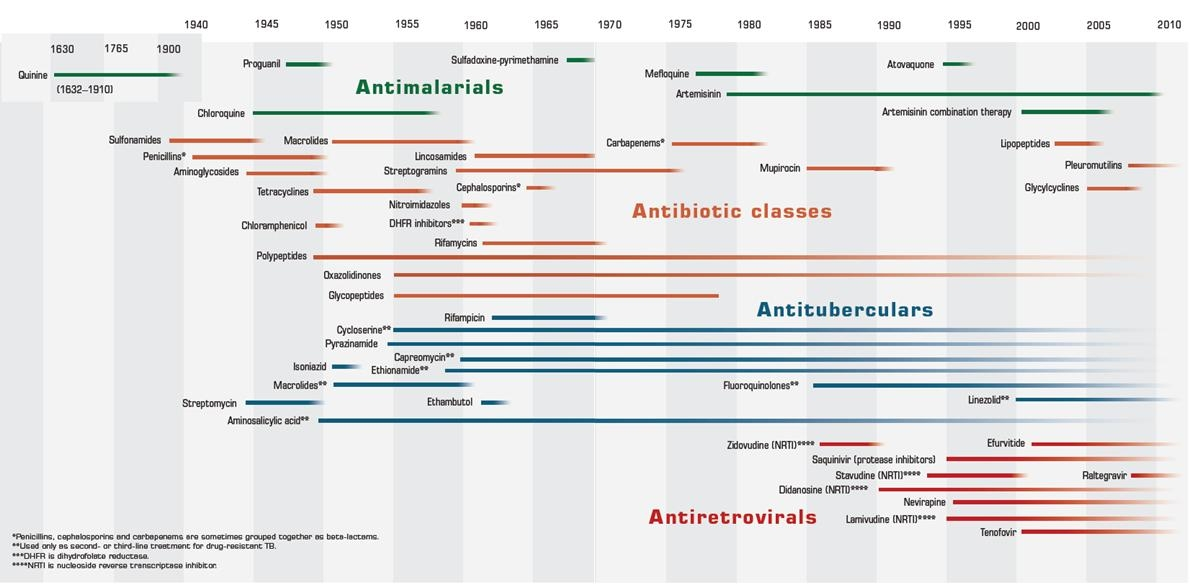 1940 1945 1950 1955 1960 1965 1970 1975 1980 1985 1990 1995 2000 2005 2010
1630 1765 1900
Quinine
(1632–1910)
Proguanil
Sulfadoxine-pyrimethamine
Mefloquine
Atovaquone
Antimalarials
Artemisinin
Chloroquine
Artemisinin combination therapy
Sulfonamides
Macrolides
Carbapenems*
Lipopeptides
Penicillins*
Lincosamides
Aminoglycosides
Streptogramins
Mupirocin
Pleuromutilins
Tetracyclines
Cephalosporins*
Glycylcyclines
Nitroimidazoles
Antibiotic classes
Chloramphenicol
DHFR inhibitors***
Rifamycins
Polypeptides
Oxazolidinones
Glycopeptides
Antituberculars
Rifampicin
Cycloserine**
Pyrazinamide
Capreomycin**
Isoniazid
Ethionamide**
Macrolides**
Fluoroquinolones**
Streptomycin
Ethambutol
Linezolid**
Aminosalicylic acid**
Zidovudine (NRTI)****
Efurvitide
Saquinivir (protease inhibitors)
Stavudine (NRTI)****
Raltegravir
Didanosine (NRTI)****
Nevirapine
Antiretrovirals
Lamivudine (NRTI)****
Tenofovir
*Penicillins, cephalosporins and carbapenems are sometimes grouped together as beta-lactams.
**Used only as second- or third-line treatment for drug-resistant TB.
***DHFR is dihydrofolate reductase.
****NRTI is nucleoside reverse transcriptase inhibitor.